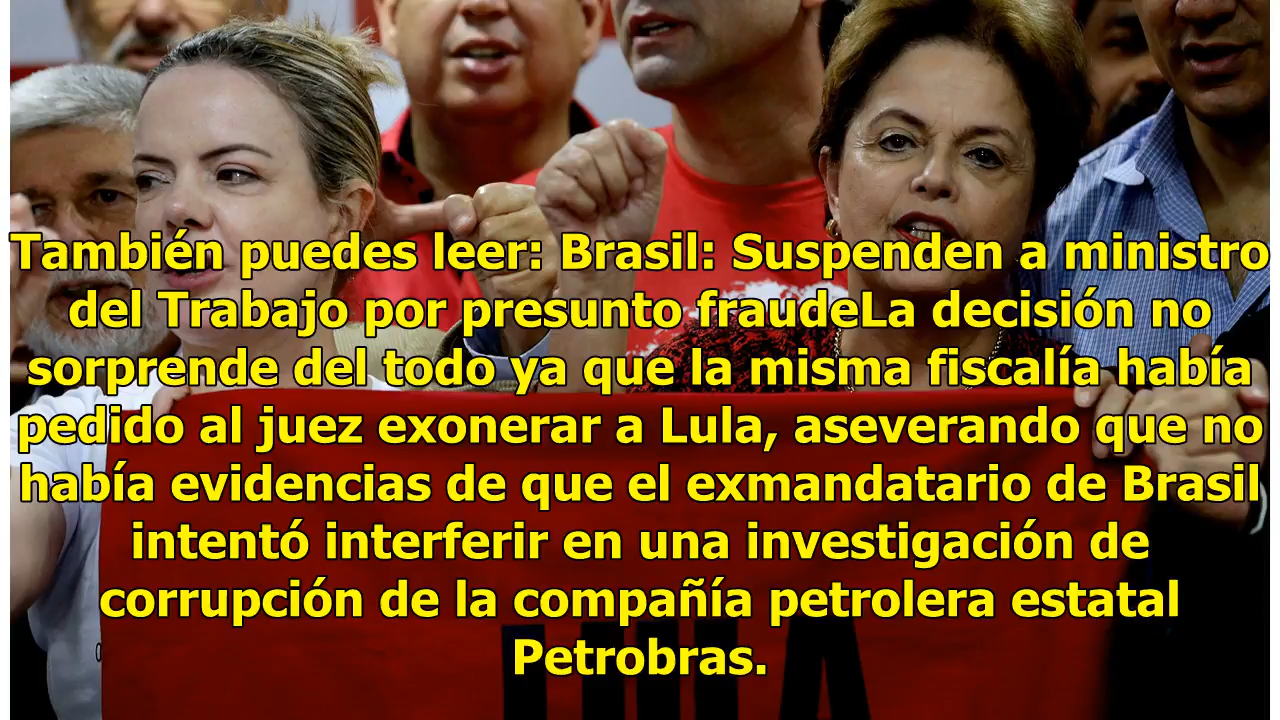 También puedes leer: Brasil: Suspenden a ministro
del Trabajo por presunto fraudeLa decisión no
sorprende del todo ya que la misma fiscalía había
pedido al juez exonerar a Lula, aseverando que no
había evidencias de que el exmandatario de Brasil
intentó interferir en una investigación de
corrupción de la compañía petrolera estatal
Petrobras.
LULA